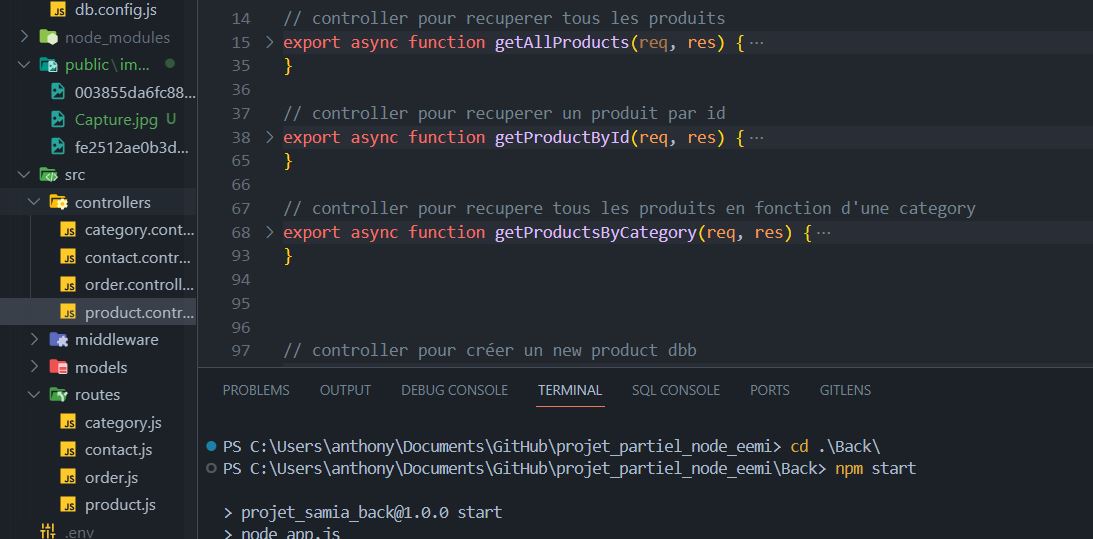 db.config.js
node_modules
public\im...
003855da6fc88...
Capture.jpg U
fe2512ae0b3d...
src
controllers
category.cont...
contact.contr...
order.controll...
product.contr...
middleware
models
routes
category.js
contact.js
order.js
product.js
.env
14 // controller pour recuperer tous les produits
15 > export async function getAllProducts(req, res) { ...
35 }
36
37 // controller pour recuperer un produit par id
38 > export async function getProductById(req, res) { ...
65 }
66
67 // controller pour recupere tous les produits en fonction d'une category
68 > export async function getProductsByCategory(req, res) { ...
93 }
94
95
96
97 // controller pour créer un new product dbb
PROBLEMS OUTPUT DEBUG CONSOLE TERMINAL SQL CONSOLE PORTS GITLENS
PS C:\Users\anthony\Documents\GitHub\projet_partiel_node_eemi> cd .\Back\
PS C:\Users\anthony\Documents\GitHub\projet_partiel_node_eemi\Back> npm start
> projet_samia_back@1.0.0 start
> node app.js